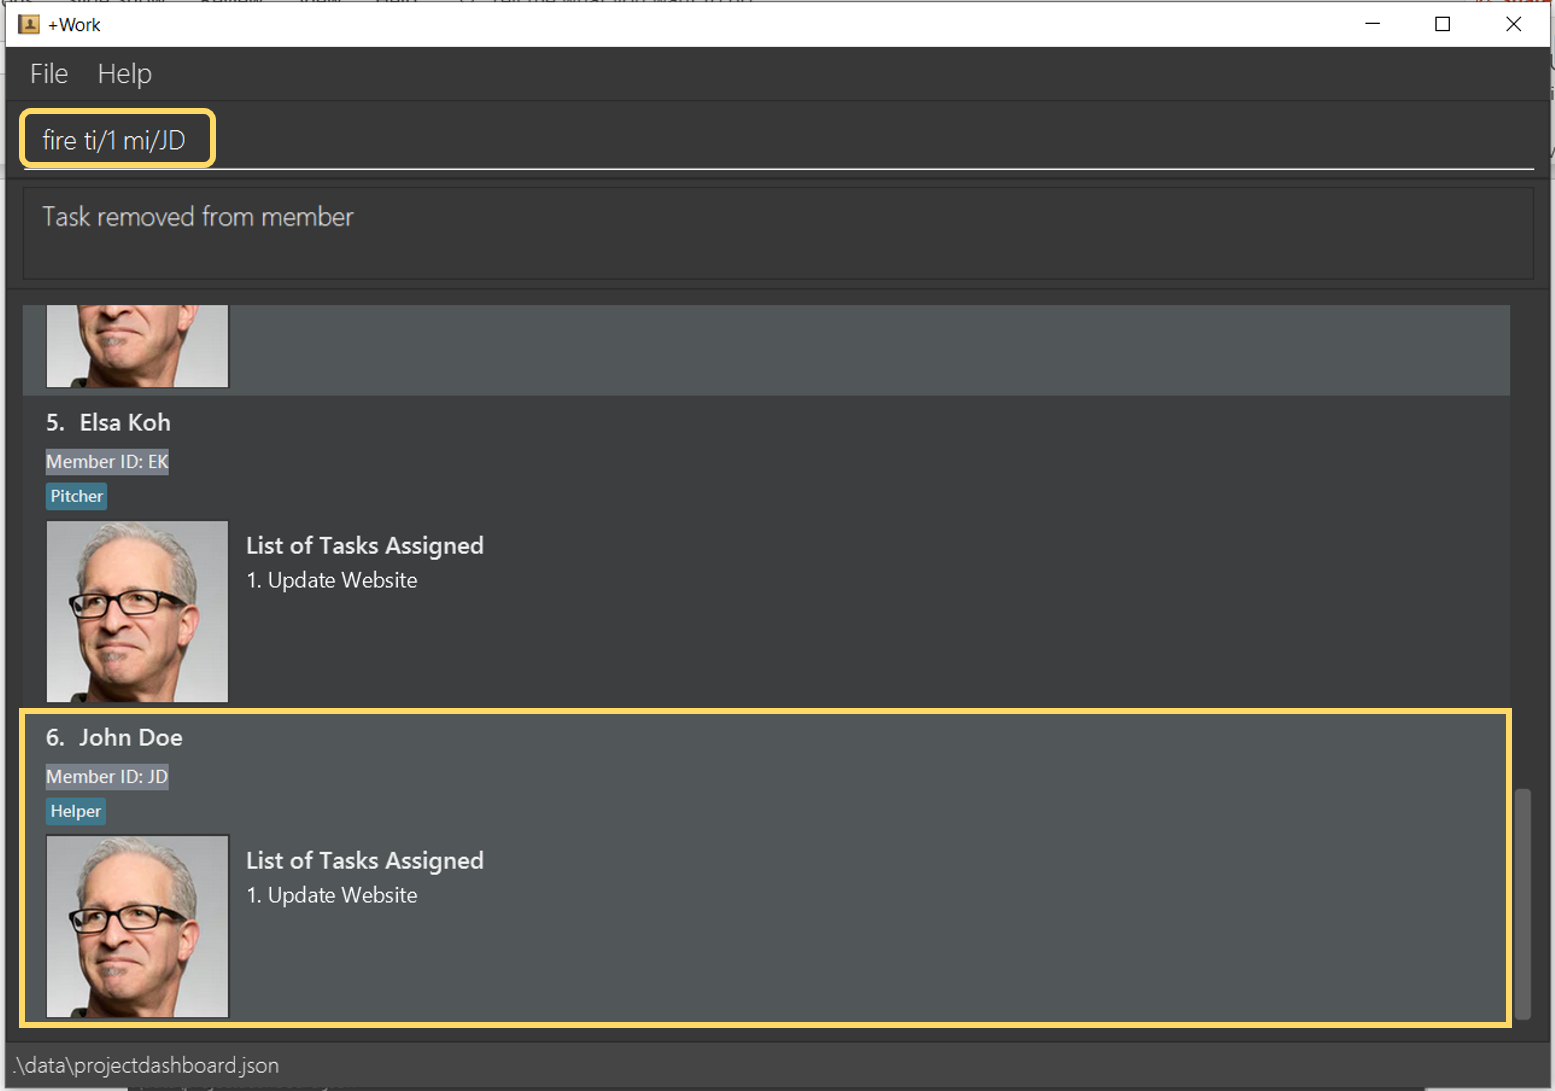 +Work
File Help
fire ti/1 mi/JD
Task removed from member
5. Elsa Koh
Member ID: EK
Pitcher
List of Tasks Assigned
1. Update Website
6. John Doe
Member ID: JD
Helper
List of Tasks Assigned
1. Update Website
.\data\projectdashboard.json